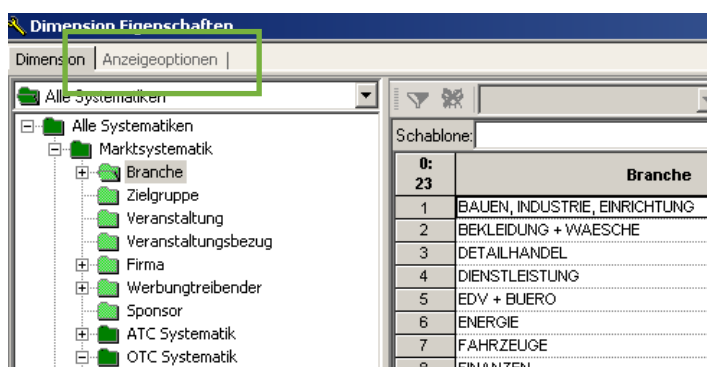 Dimension Eigenschaften
Dimension Anzeigeoptionen
Alle Systematiken
Alle Systematiken
Marktsystematik
Branche
Zielgruppe
Veranstaltung
Veranstaltungsbezug
Firma
Werbungtreibender
Sponsor
ATC Systematik
OTC Systematik
Schablone:
0: 23 Branche
1 BAUEN, INDUSTRIE, EINRICHTUNG
2 BEKLEIDUNG + WAESCHE
3 DETAILHANDEL
4 DIENSTLEISTUNG
5 EDV + BUERO
6 ENERGIE
7 FAHRZEUGE
8 FINANZEN